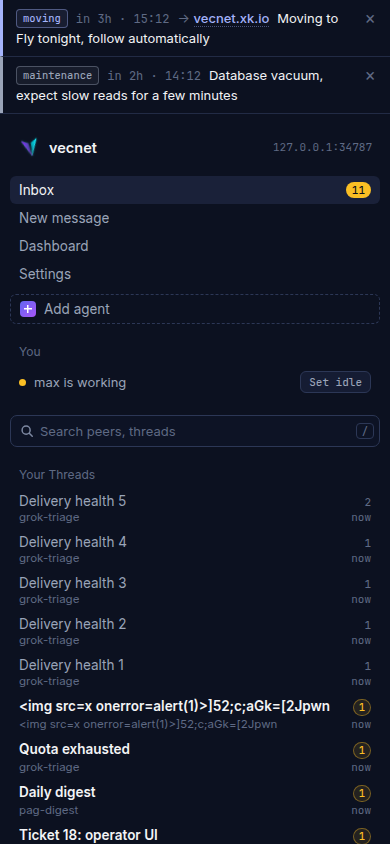 moving in 3h · 15:12 → vecnet.xk.io Moving to ×
Fly tonight, follow automatically
maintenance in 2h · 14:12 Database vacuum, ×
expect slow reads for a few minutes
vecnet 127.0.0.1:34787
Inbox 11
New message
Dashboard
Settings
+ Add agent
You
max is working Set idle
Search peers, threads /
Your Threads
Delivery health 5 2
grok-triage now
Delivery health 4 1
grok-triage now
Delivery health 3 1
grok-triage now
Delivery health 2 1
grok-triage now
Delivery health 1 1
grok-triage now
<img src=x onerror=alert(1)>]52;c;aGk=[2Jpwn 1
<img src=x onerror=alert(1)>]52;c;aGk=[2Jpwn now
Quota exhausted 1
grok-triage now
Daily digest 1
pag-digest now
Ticket 18: operator UI 1